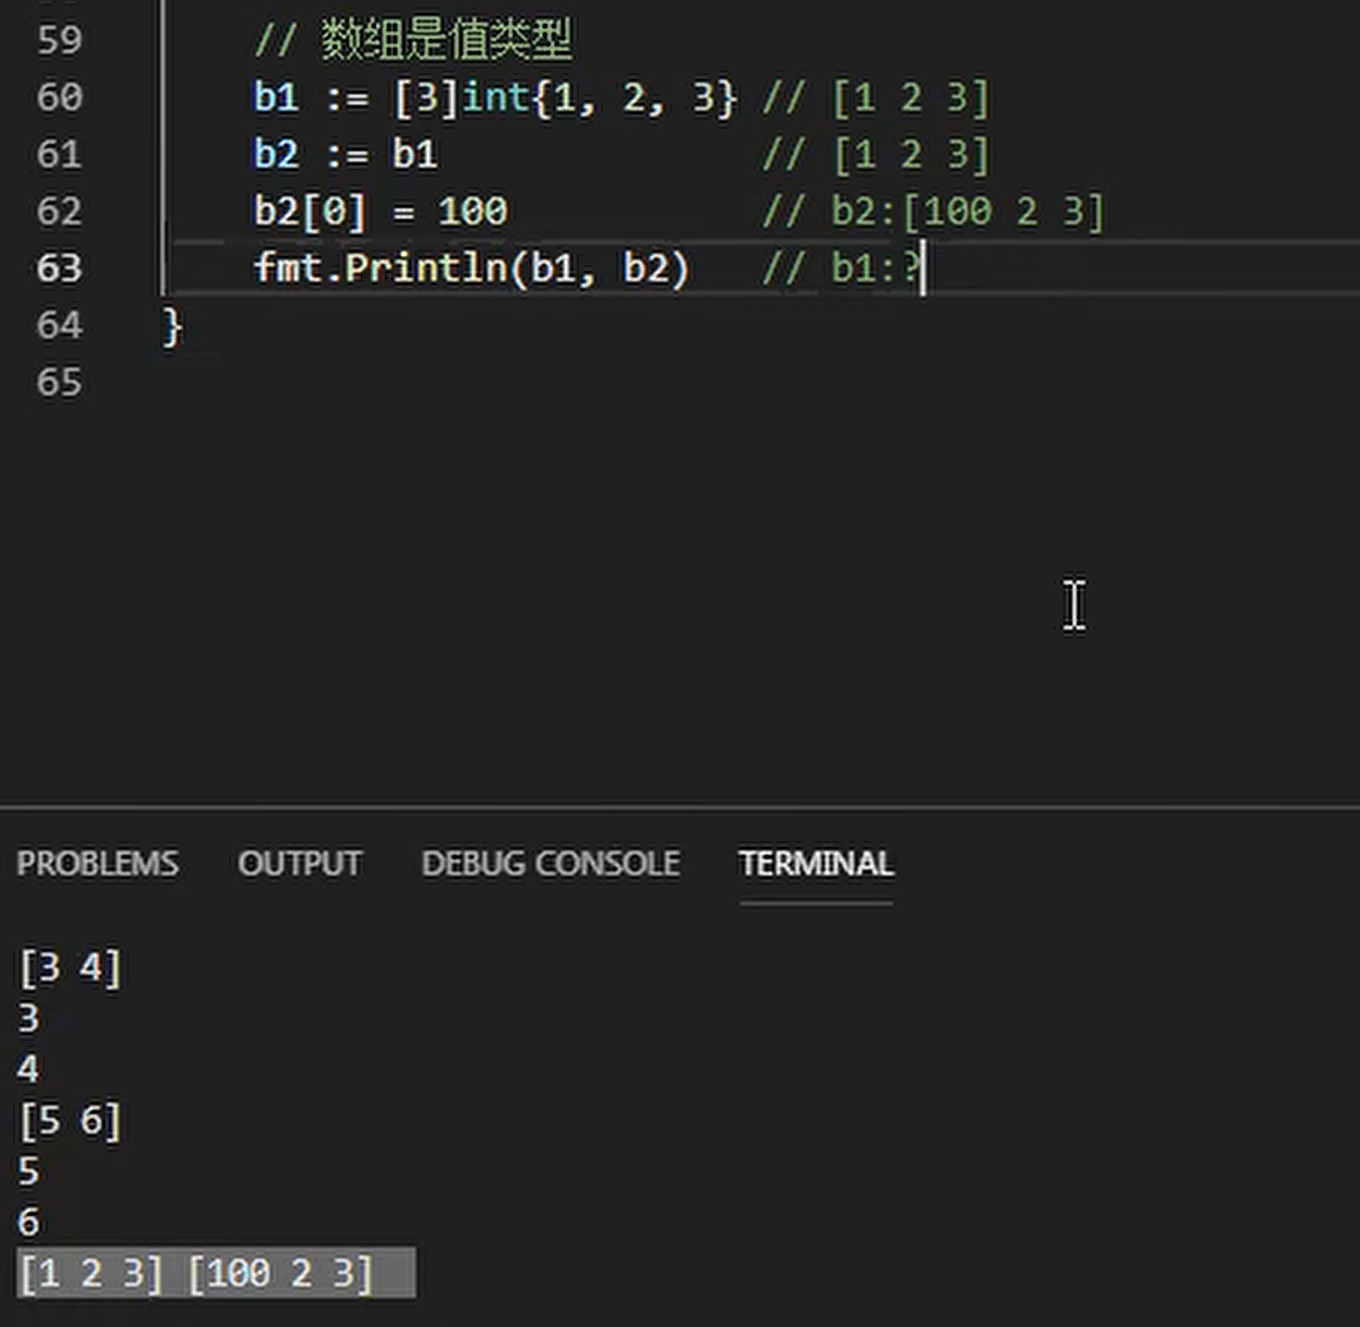 59 // 数组是值类型
60 b1 := [3]int{1, 2, 3} // [1 2 3]
61 b2 := b1 // [1 2 3]
62 b2[0] = 100 // b2:[100 2 3]
63 fmt.Println(b1, b2) // b1:?
64 }
65
PROBLEMS OUTPUT DEBUG CONSOLE TERMINAL
[3 4]
3
4
[5 6]
5
6
[1 2 3] [100 2 3]